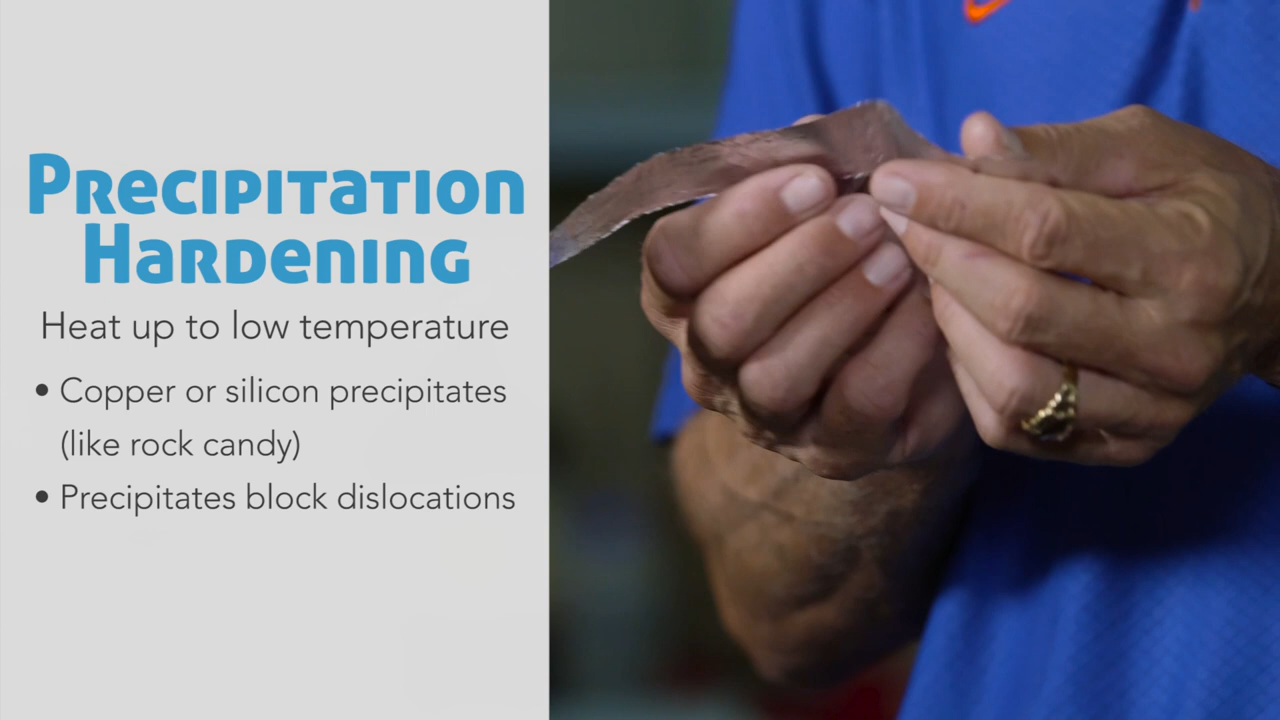 Precipitation
Hardening
Heat up to low temperature
• Copper or silicon precipitates
(like rock candy)
• Precipitates block dislocations